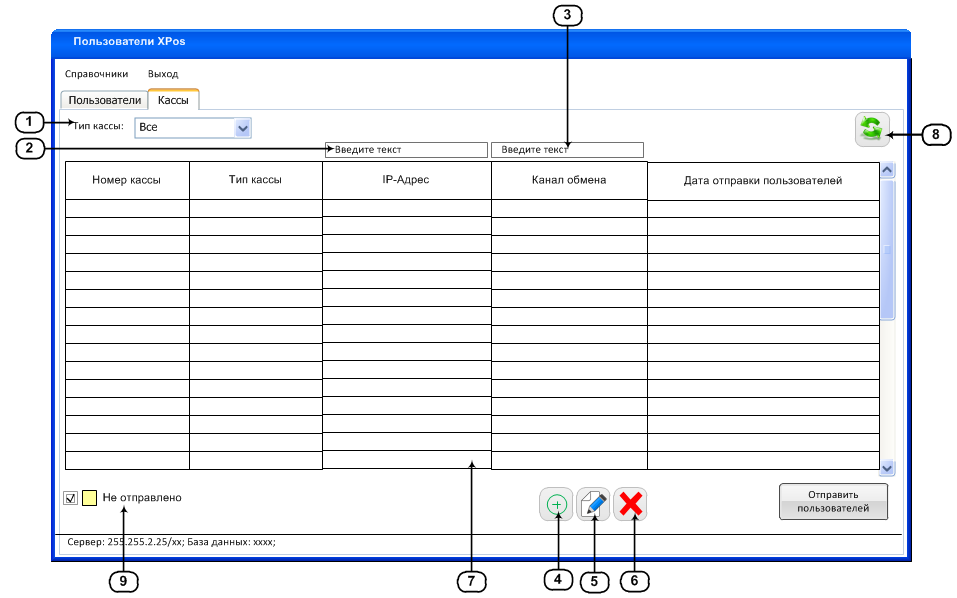 3
Пользователи XPos
Справочники Выход
Пользователи Кассы
1 Тип кассы: Все
8
2 Введите текст Введите текст
Номер кассы Тип кассы IP-Адрес Канал обмена Дата отправки пользователей
Не отправлено
Отправить
пользователей
Сервер: 255.255.2.25/xx; База данных: xxxx;
9 7 4 5 6